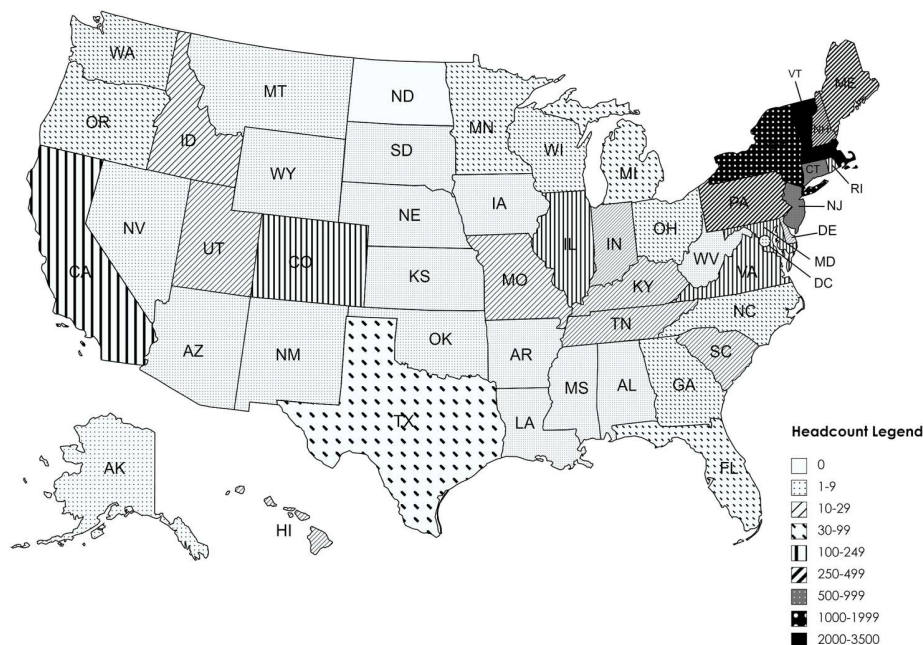 WA
MT
ND
MN
VT
ME
OR
ID
SD
WI
MI
NH
WY
CT
RI
NV
NE
IA
PA
NJ
OH
DE
IL
IN
UT
CO
MD
WV
CA
KS
MO
VA
DC
KY
NC
TN
OK
AZ
NM
AR
SC
MS
AL
GA
LA
TX
FL
AK
HI
Headcount Legend
0
1-9
10-29
30-99
100-249
250-499
500-999
1000-1999
2000-3500